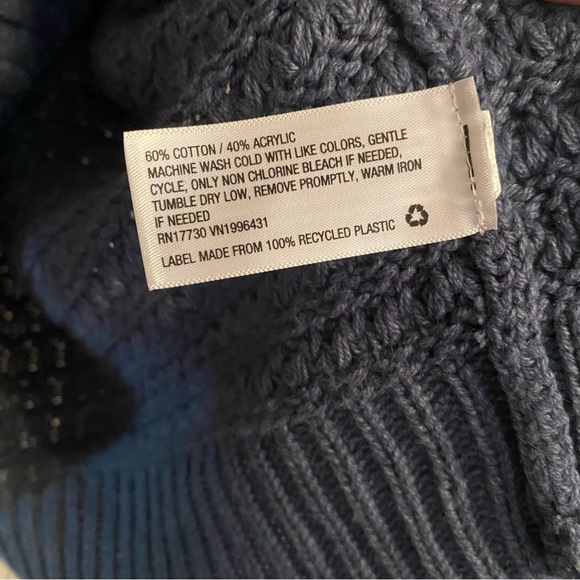 60% COTTON / 40% ACRYLIC
MACHINE WASH COLD WITH LIKE COLORS, GENTLE
CYCLE, ONLY NON CHLORINE BLEACH IF NEEDED,
TUMBLE DRY LOW, REMOVE PROMPTLY, WARM IRON
IF NEEDED
RN17730 VN1996431
LABEL MADE FROM 100% RECYCLED PLASTIC